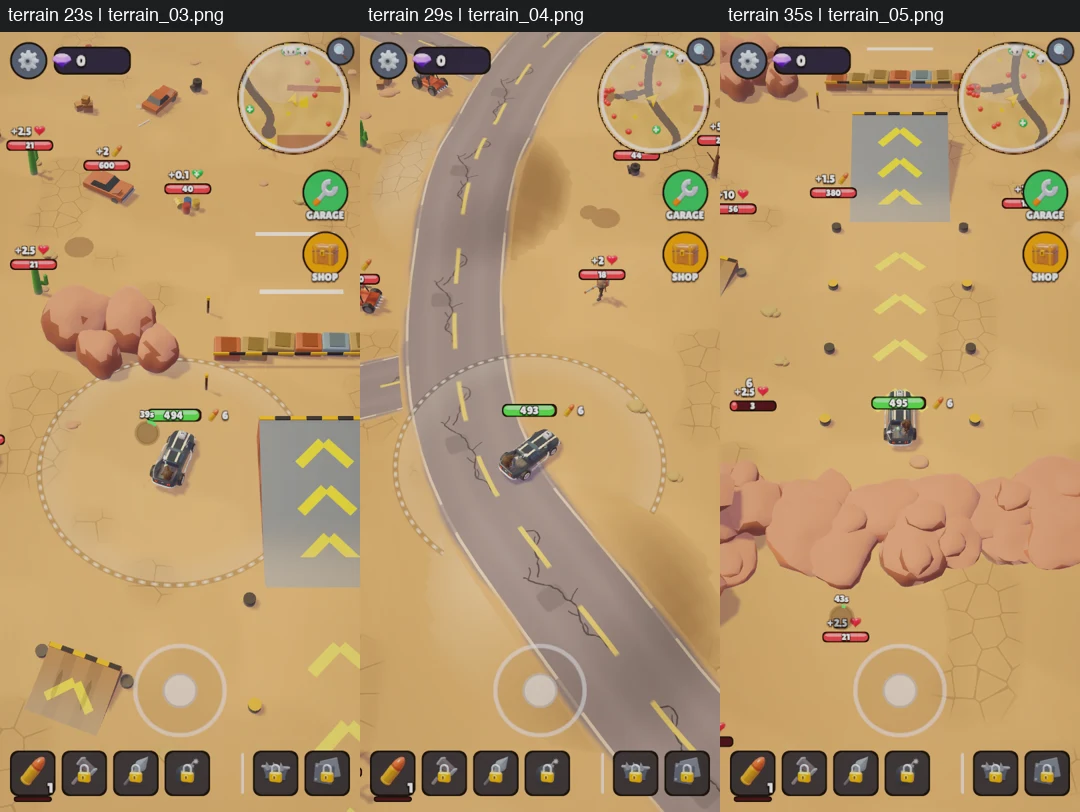 terrain 23s | terrain_03.png
0
+2.5
21
+2
600
+0.1
40
GARAGE
SHOP
+2.5
21
39s
494
6
1
terrain 29s | terrain_04.png
0
44
GARAGE
SHOP
+2
18
493
6
1
terrain 35s | terrain_05.png
0
+1.5
380
+10
56
GARAGE
SHOP
6
+2.5
3
495
6
43s
+2.5
21
1